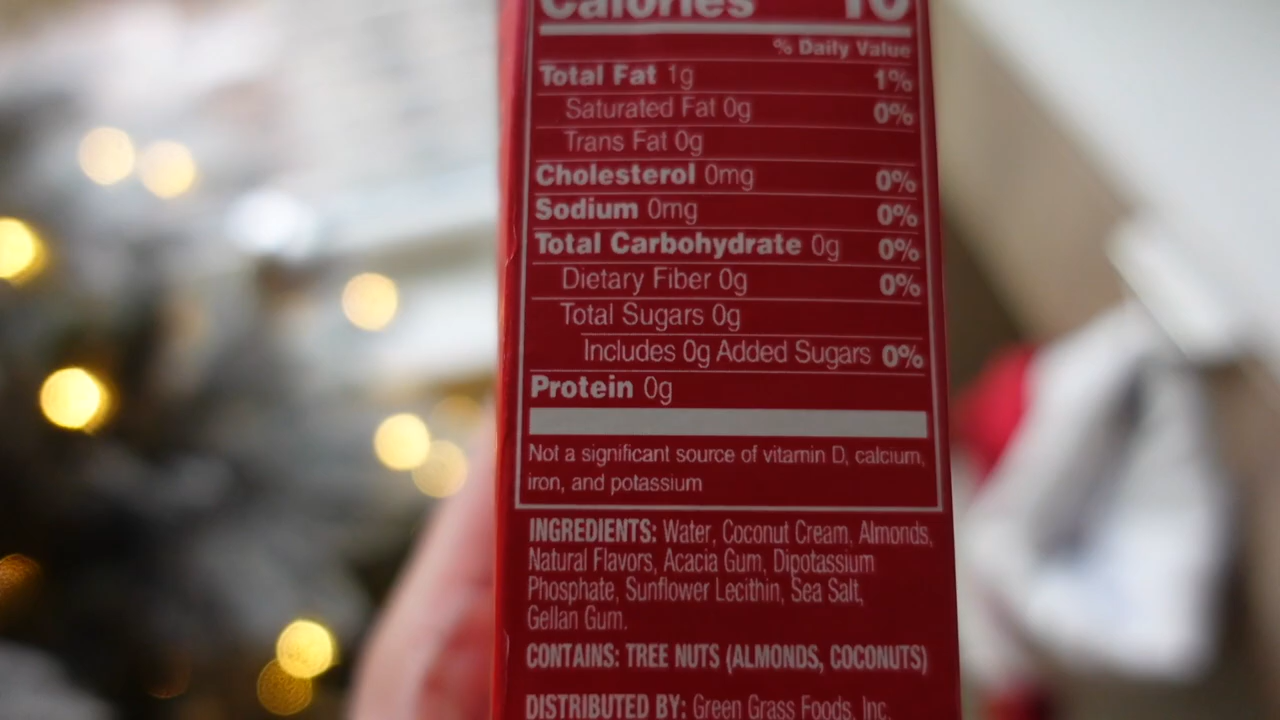 Calories 10
% Daily Value
Total Fat 1g 1%
Saturated Fat 0g 0%
Trans Fat 0g
Cholesterol 0mg 0%
Sodium 0mg 0%
Total Carbohydrate 0g 0%
Dietary Fiber 0g 0%
Total Sugars 0g
Includes 0g Added Sugars 0%
Protein 0g
Not a significant source of vitamin D, calcium,
iron, and potassium
INGREDIENTS: Water, Coconut Cream, Almonds,
Natural Flavors, Acacia Gum, Dipotassium
Phosphate, Sunflower Lecithin, Sea Salt,
Gellan Gum.
CONTAINS: TREE NUTS (ALMONDS, COCONUTS)
DISTRIBUTED BY: Green Grass Foods, Inc.